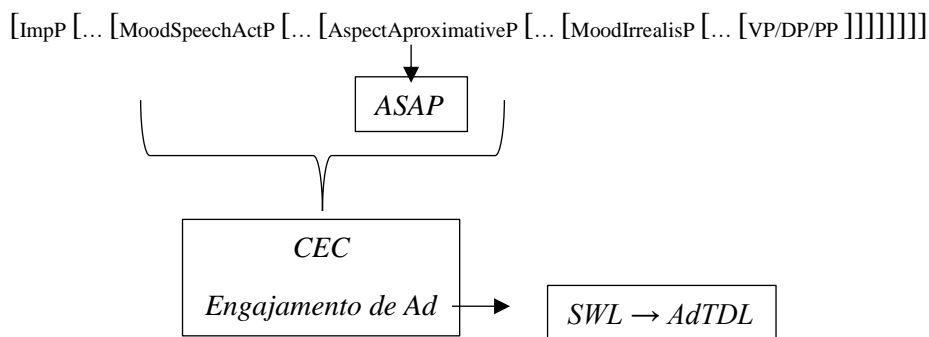 [ImpP [… [MoodSpeechActP [… [AspectAproximativeP [… [MoodIrrealisP [… [VP/DP/PP ]]]]]]]]]
ASAP
CEC
Engajamento de Ad
SWL → AdTDL